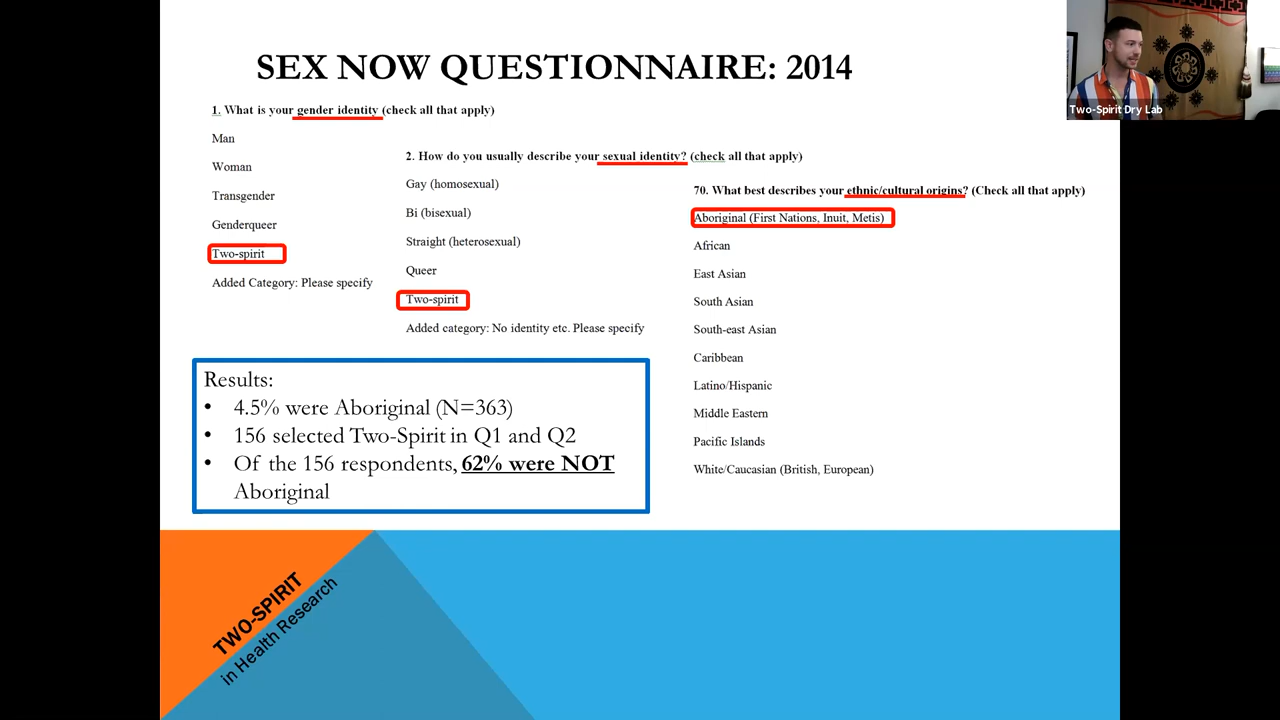 SEX NOW QUESTIONNAIRE: 2014
1. What is your gender identity (check all that apply)
Man
Woman
Transgender
Genderqueer
Two-spirit
Added Category: Please specify
2. How do you usually describe your sexual identity? (check all that apply)
Gay (homosexual)
Bi (bisexual)
Straight (heterosexual)
Queer
Two-spirit
Added category: No identity etc. Please specify
70. What best describes your ethnic/cultural origins? (Check all that apply)
Aboriginal (First Nations, Inuit, Metis)
African
East Asian
South Asian
South-east Asian
Caribbean
Latino/Hispanic
Middle Eastern
Pacific Islands
White/Caucasian (British, European)
Results:
• 4.5% were Aboriginal (N=363)
• 156 selected Two-Spirit in Q1 and Q2
• Of the 156 respondents, 62% were NOT
Aboriginal
TWO-SPIRIT
in Health Research
Two-Spirit Dry Lab